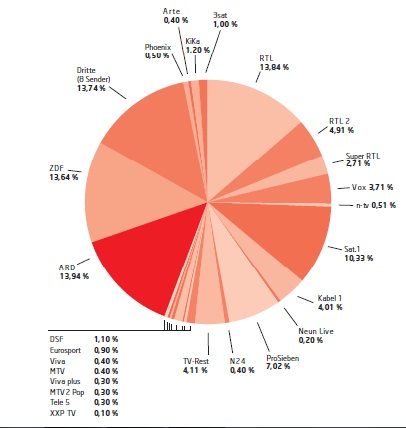 Arte
0,40 %
3sat
1,00 %
KiKa
1,20 %
Phoenix
0,50 %
RTL
13,84 %
Dritte
(8 Sender)
13,74 %
RTL 2
4,91 %
Super RTL
2,71 %
ZDF
13,64 %
Vox 3,71 %
n-tv 0,51 %
Sat.1
10,33 %
ARD
13,94 %
Kabel 1
4,01 %
Neun Live
0,20 %
ProSieben
7,02 %
N24
0,40 %
TV-Rest
4,11 %
DSF 1,10 %
Eurosport 0,90 %
Viva 0,40 %
MTV 0,40 %
Viva plus 0,30 %
MTV2 Pop 0,30 %
Tele 5 0,30 %
XXP TV 0,10 %